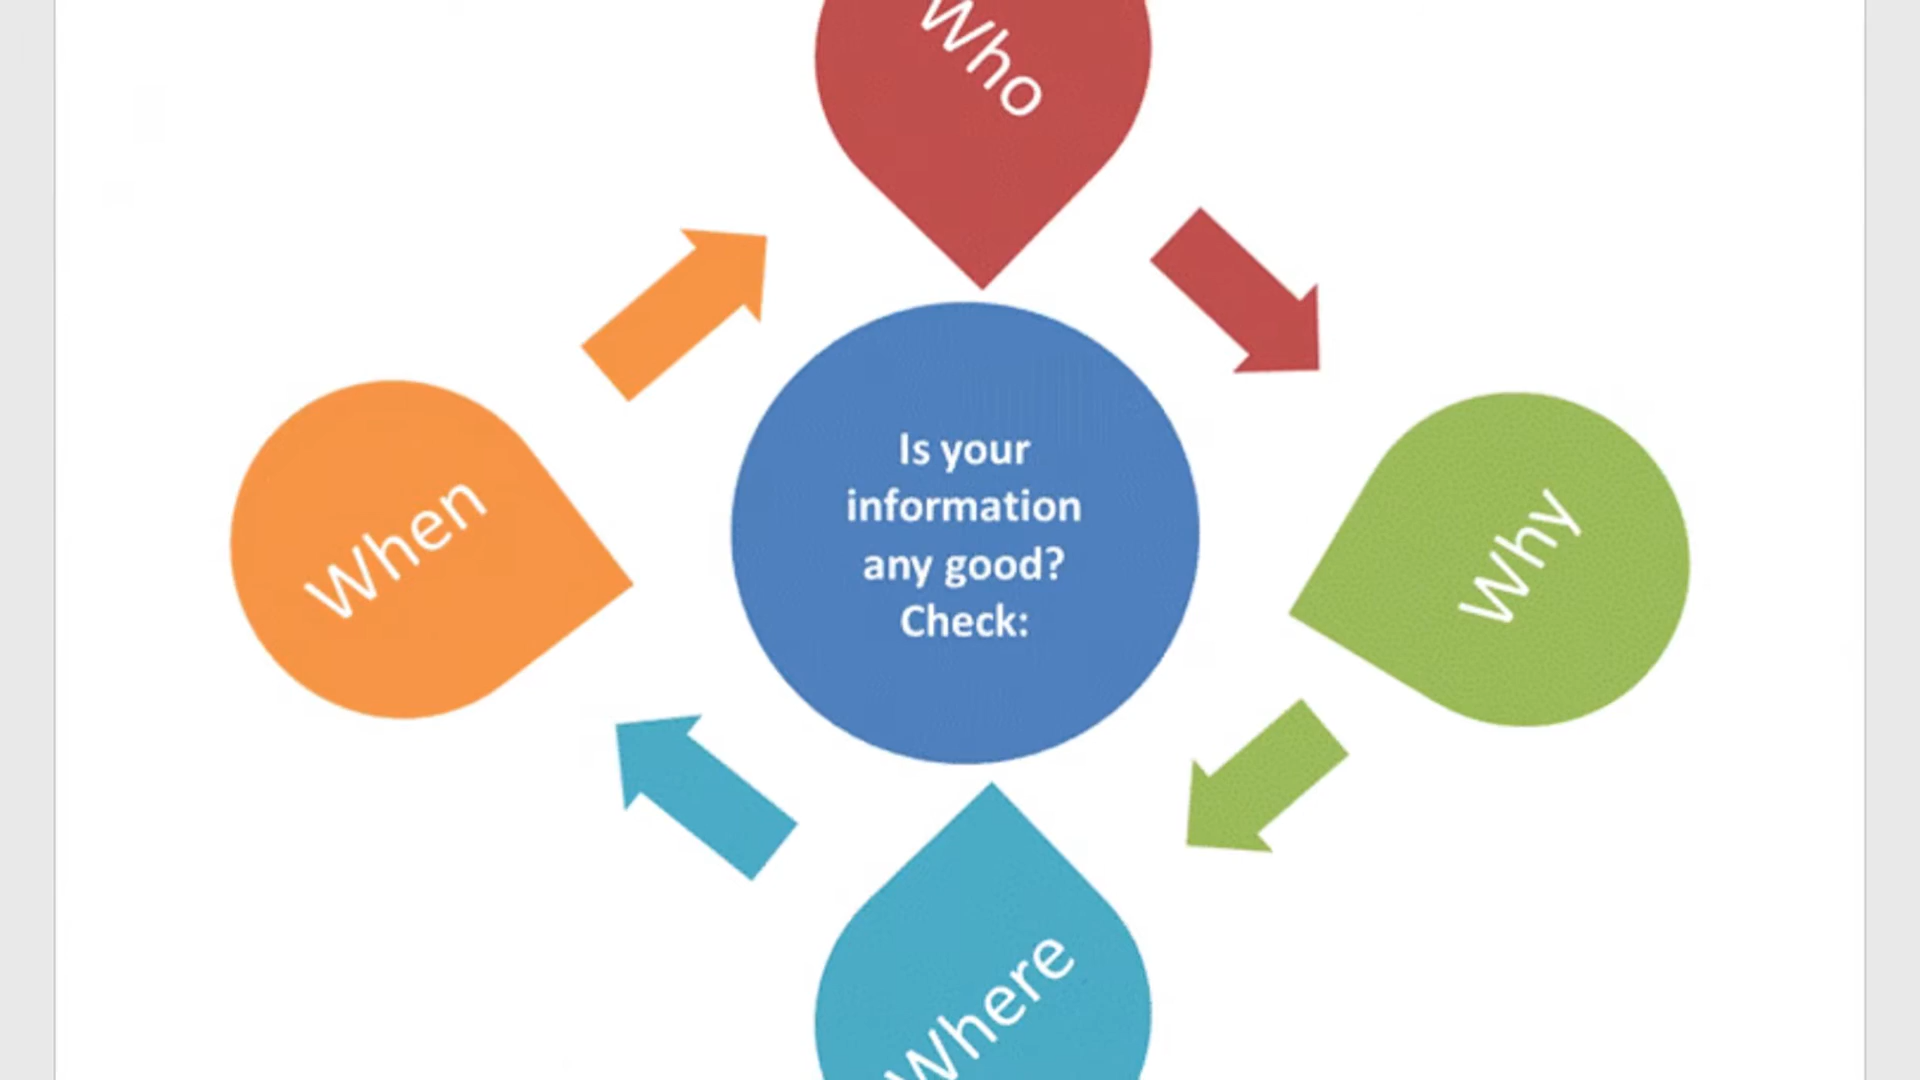 Who
Is your
information
any good?
Check:
When
Why
Where